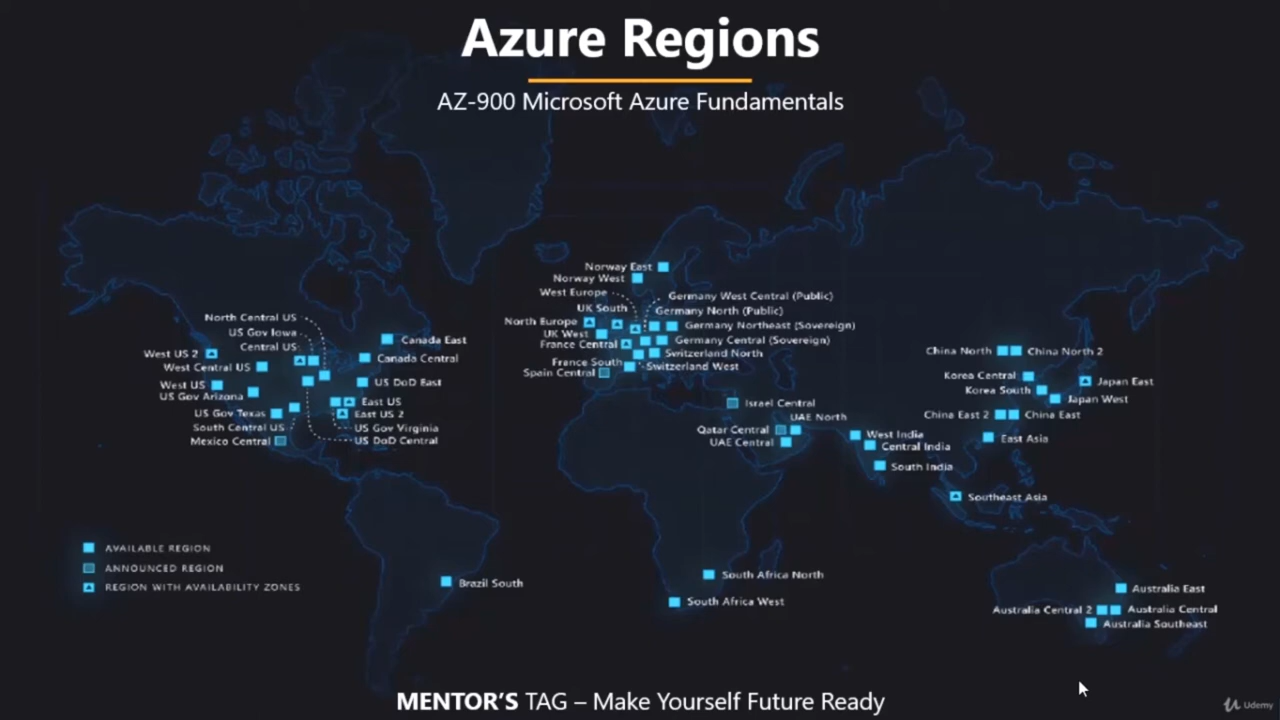 Azure Regions
AZ-900 Microsoft Azure Fundamentals
North Central US
US Gov Iowa
Central US
West US 2
West Central US
West US
US Gov Arizona
US Gov Texas
South Central US
Mexico Central
Canada East
Canada Central
US DoD East
East US
East US 2
US Gov Virginia
US DoD Central
Norway East
Norway West
West Europe
UK South
North Europe
UK West
France Central
France South
Spain Central
Germany West Central (Public)
Germany North (Public)
Germany Northeast (Sovereign)
Germany Central (Sovereign)
Switzerland North
Switzerland West
Israel Central
UAE North
Qatar Central
UAE Central
West India
Central India
South India
China North
China North 2
Korea Central
Korea South
Japan East
Japan West
China East 2
China East
East Asia
Southeast Asia
AVAILABLE REGION
ANNOUNCED REGION
REGION WITH AVAILABILITY ZONES
Brazil South
South Africa North
South Africa West
Australia East
Australia Central 2
Australia Central
Australia Southeast
MENTOR'S TAG – Make Yourself Future Ready
Udemy